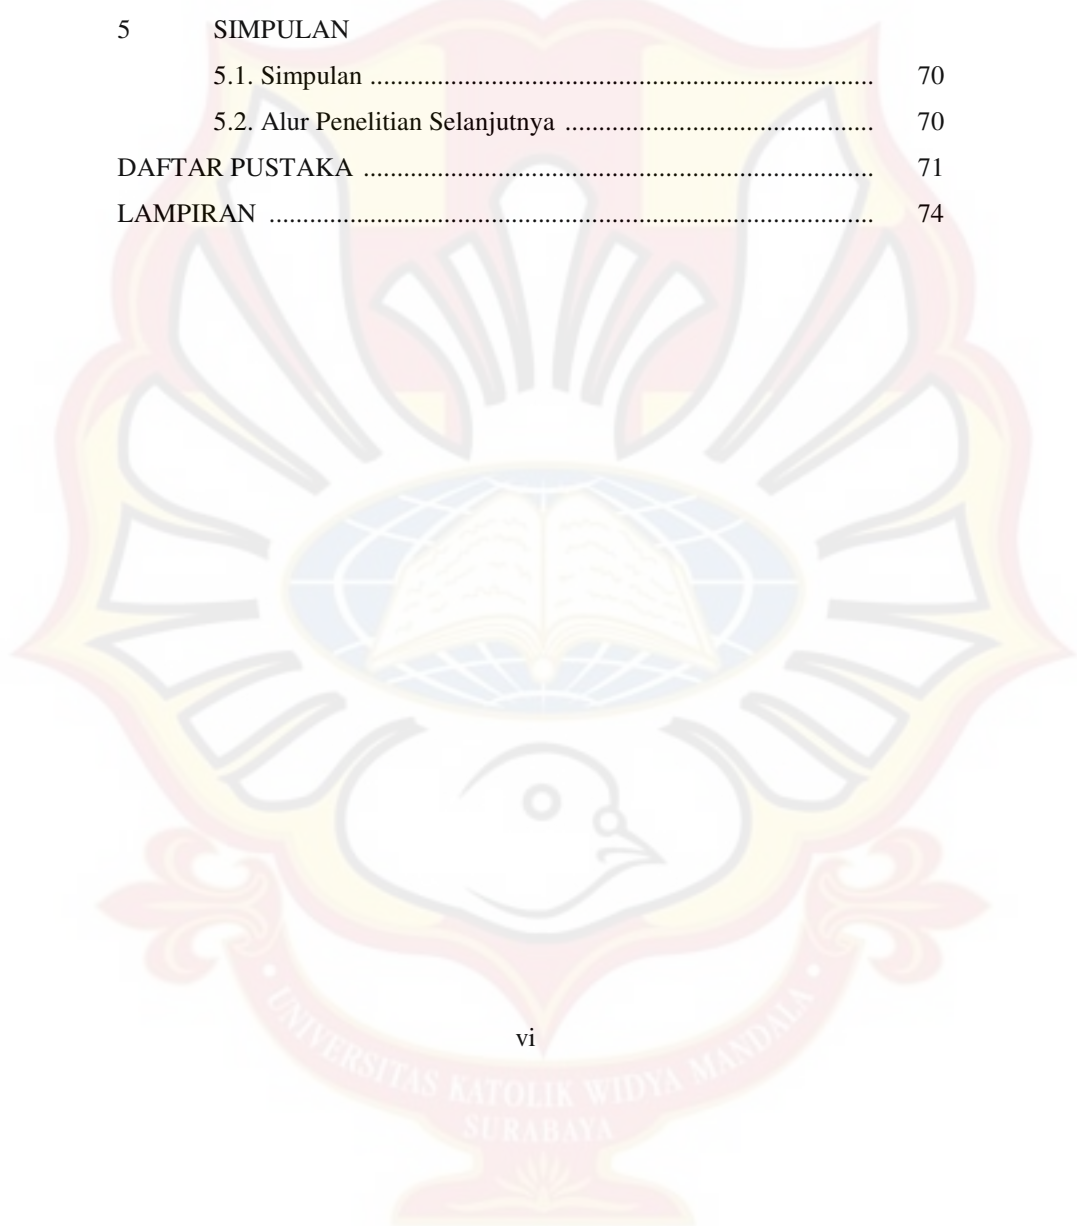 5 SIMPULAN
5.1. Simpulan ........................................................................... 70
5.2. Alur Penelitian Selanjutnya .............................................. 70
DAFTAR PUSTAKA ............................................................................ 71
LAMPIRAN .......................................................................................... 74
vi
UNIVERSITAS KATOLIK WIDYA MANDALA
SURABAYA